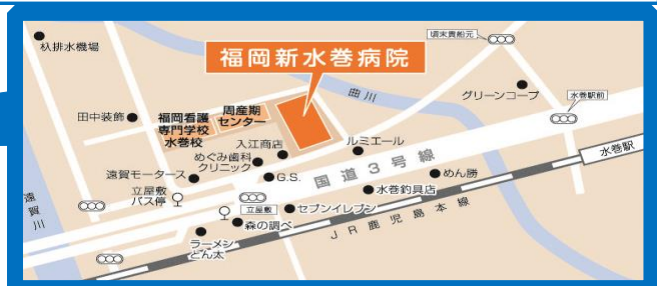 杁排水機場
頃末貴船元
福岡新水巻病院
曲川
グリーンコープ
水巻駅前
田中装飾
福岡看護
専門学校
水巻校
周産期
センター
入江商店
ルミエール
めぐみ歯科
クリニック
遠賀モータース
G.S.
国道3号線
めん勝
水巻駅
立屋敷
バス停
遠賀川
水巻釣具店
立屋敷
セブンイレブン
森の調べ
JR鹿児島本線
ラーメン
とん太